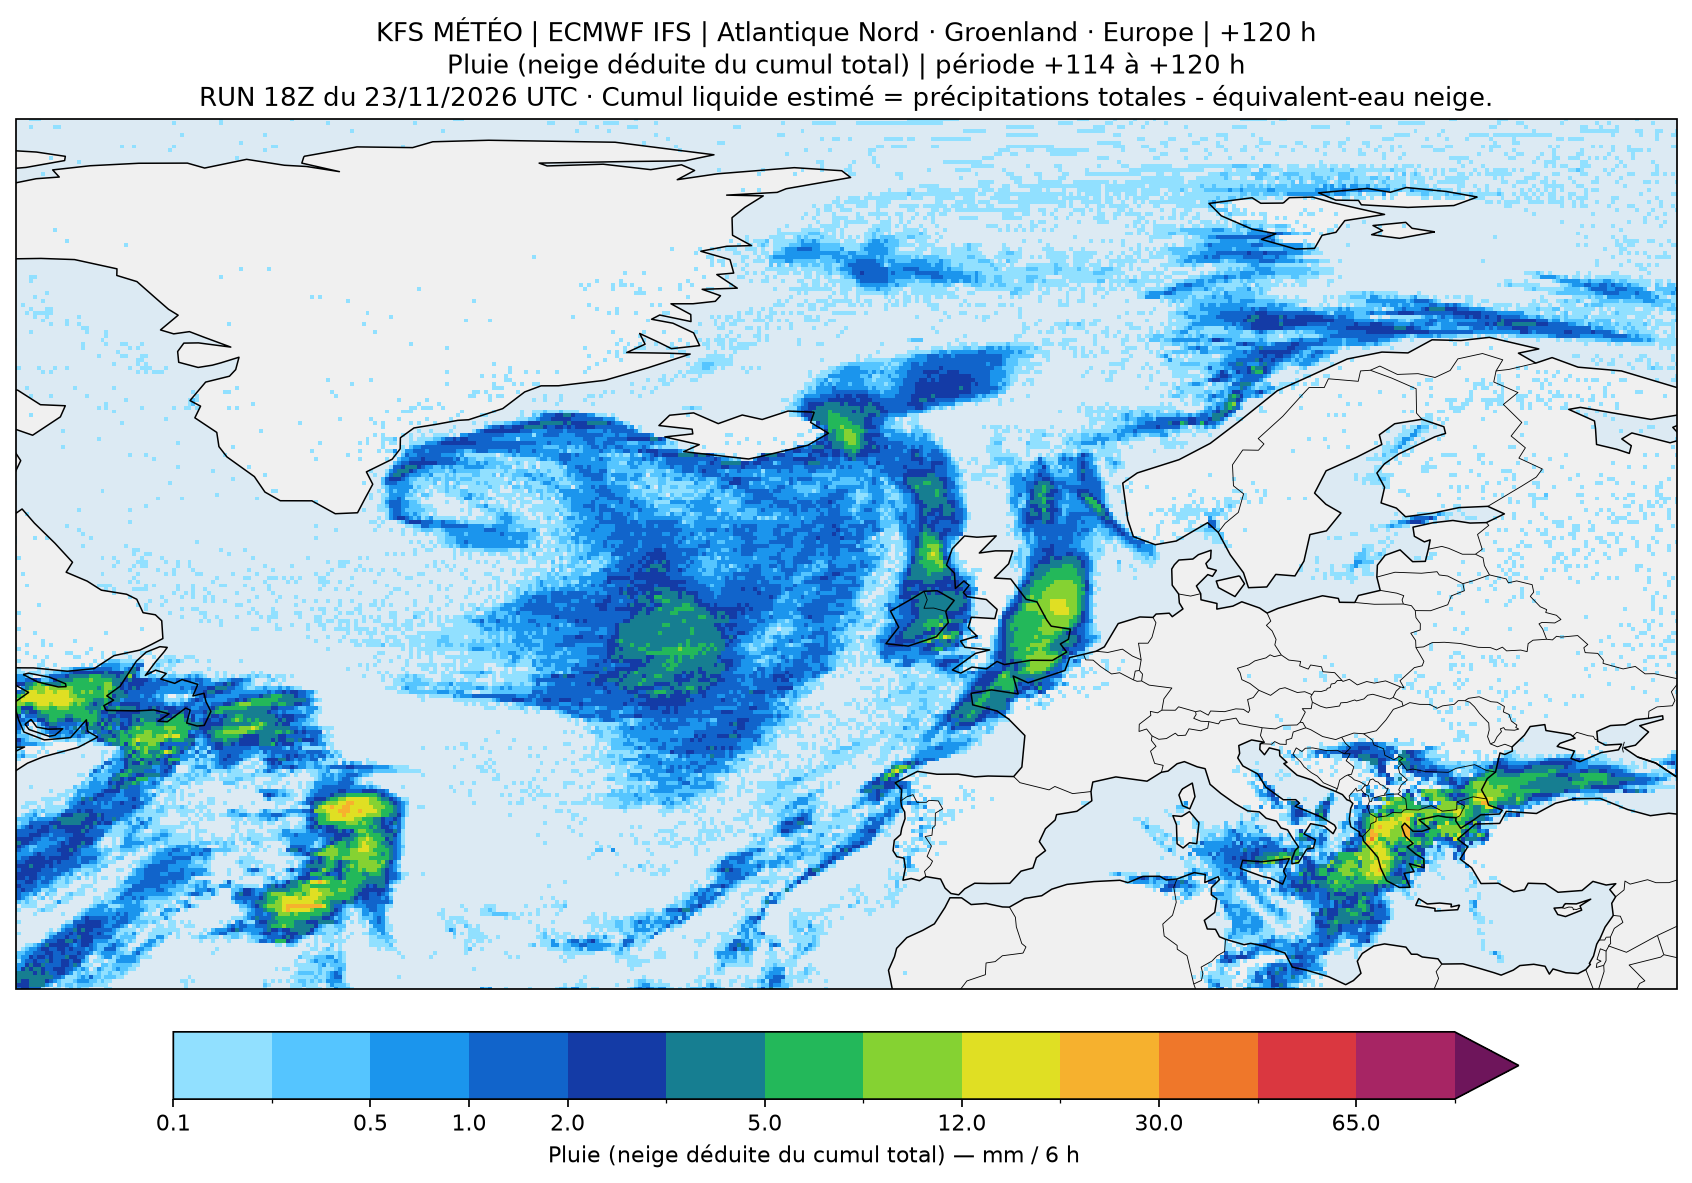 KFS MÉTÉO | ECMWF IFS | Atlantique Nord · Groenland · Europe | +120 h
Pluie (neige déduite du cumul total) | période +114 à +120 h
RUN 18Z du 23/11/2026 UTC · Cumul liquide estimé = précipitations totales - équivalent-eau neige.
0.1 0.5 1.0 2.0 5.0 12.0 30.0 65.0
Pluie (neige déduite du cumul total) — mm / 6 h